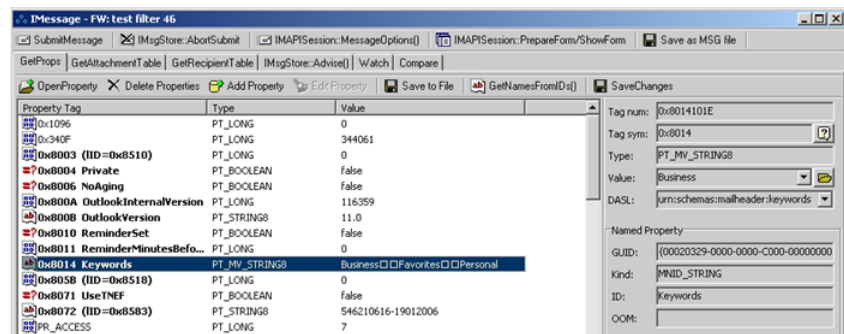 IMessage - FW: test filter 46
SubmitMessage IMsgStore::AbortSubmit IMAPISession::MessageOptions() IMAPISession::PrepareForm/ShowForm Save as MSG file
GetProps GetAttachmentTable GetRecipientTable IMsgStore::Advise() Watch Compare
OpenProperty Delete Properties Add Property Edit Property Save to File GetNamesFromIDs() SaveChanges
Property Tag Type Value
0x1096 PT_LONG 0
0x340F PT_LONG 344061
0x8003 (lID=0x8510) PT_LONG 0
0x8004 Private PT_BOOLEAN false
0x8006 NoAging PT_BOOLEAN false
0x800A OutlookInternalVersion PT_LONG 116359
0x800B OutlookVersion PT_STRING8 11.0
0x8010 ReminderSet PT_BOOLEAN false
0x8011 ReminderMinutesBefo... PT_LONG 0
0x8014 Keywords PT_MV_STRING8 Business□□Favorites□□Personal
0x805B (lID=0x8518) PT_LONG 0
0x8071 UseTNEF PT_BOOLEAN false
0x8072 (lID=0x8583) PT_STRING8 546210616-19012006
PR_ACCESS PT_LONG 7
Tag num: 0x8014101E
Tag sym: 0x8014
Type: PT_MV_STRING8
Value: Business
DASL: urn:schemas:mailheader:keywords
Named Property
GUID: {00020329-0000-0000-C000-00000000
Kind: MNID_STRING
ID: Keywords
OOM: